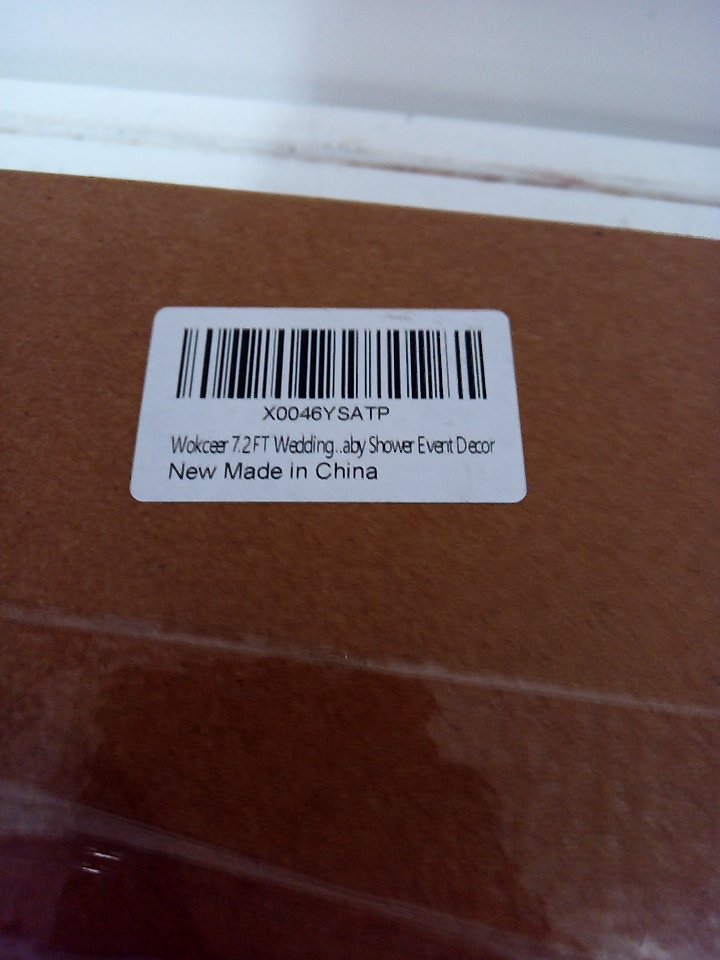 X0046YSATP
Wokceer 7.2 FT Wedding...aby Shower Event Decor
New Made in China